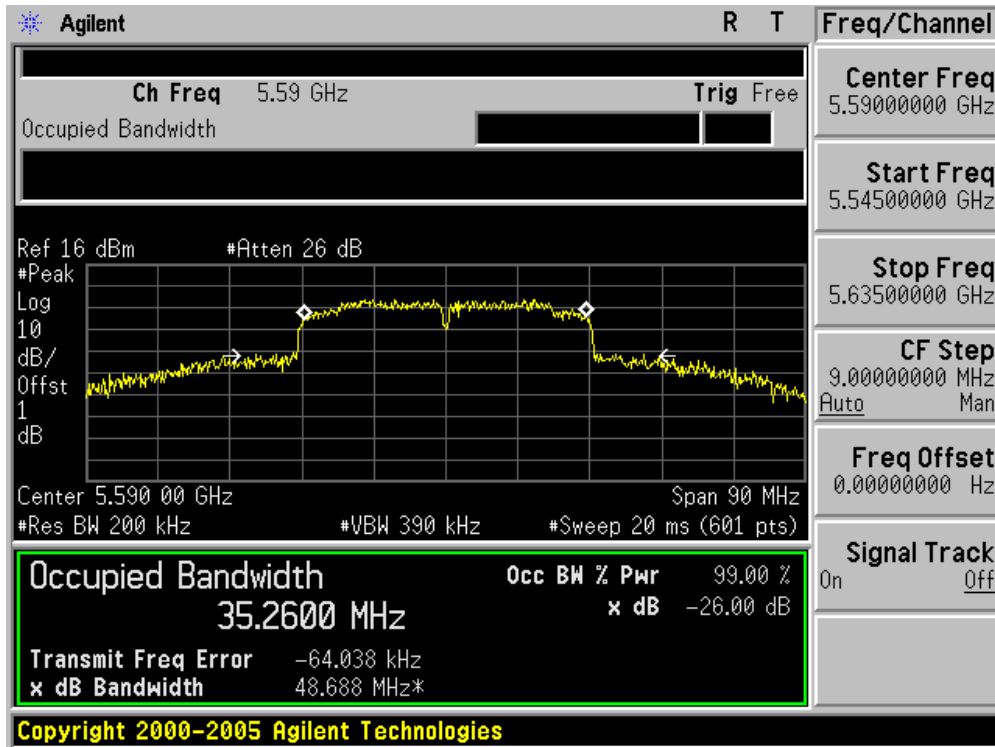 Agilent R T
Freq/Channel
Ch Freq 5.59 GHz Trig Free
Occupied Bandwidth
Center Freq
5.59000000 GHz
Start Freq
5.54500000 GHz
Stop Freq
5.63500000 GHz
CF Step
9.00000000 MHz
Auto Man
Freq Offset
0.00000000 Hz
Signal Track
On Off
Ref 16 dBm #Atten 26 dB
#Peak
Log
10
dB/
Offst
1
dB
Center 5.590 00 GHz Span 90 MHz
#Res BW 200 kHz #VBW 390 kHz #Sweep 20 ms (601 pts)
Occupied Bandwidth
35.2600 MHz
Occ BW % Pwr 99.00 %
x dB -26.00 dB
Transmit Freq Error -64.038 kHz
x dB Bandwidth 48.688 MHz*
Copyright 2000-2005 Agilent Technologies